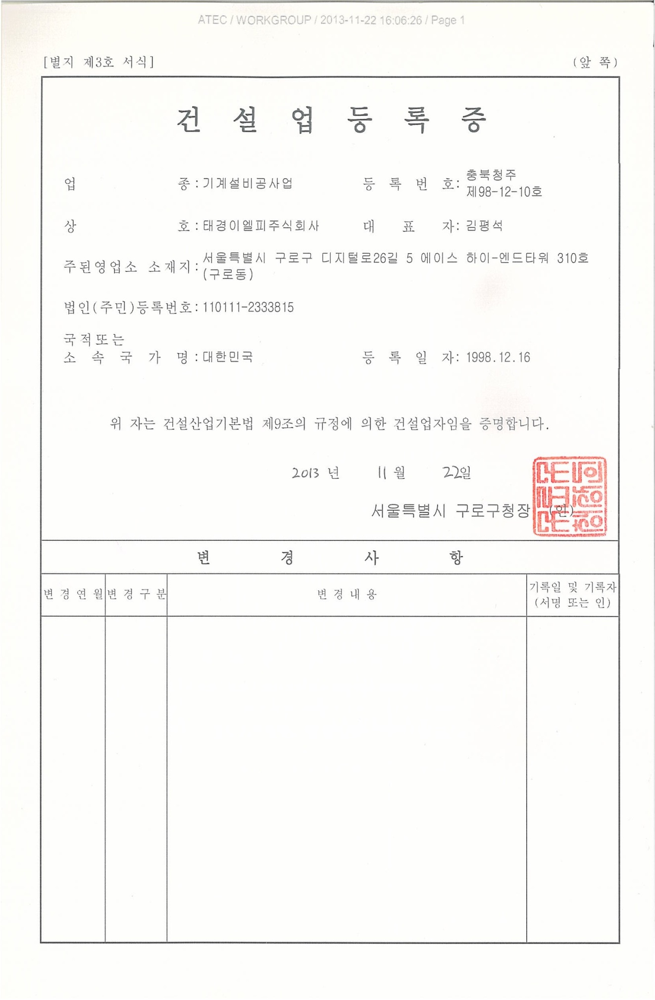 ATEC / WORKGROUP / 2013-11-22 16:06:26 / Page 1
[별지 제3호 서식] (앞 쪽)
건 설 업 등 록 증
업 종 : 기계설비공사업 등 록 번 호 : 충북청주
제98-12-10호
상 호 : 태경이엘피주식회사 대 표 자 : 김평석
주된영업소 소재지 : 서울특별시 구로구 디지털로26길 5 에이스 하이-엔드타워 310호
(구로동)
법인(주민)등록번호 : 110111-2333815
국적또는
소 속 국 가 명 : 대한민국 등 록 일 자 : 1998.12.16
위 자는 건설산업기본법 제9조의 규정에 의한 건설업자임을 증명합니다.
2013 년 11 월 22일
서울특별시 구로구청장 (인)
변 경 사 항
변 경 연 월 변 경 구 분 변 경 내 용 기록일 및 기록자
(서명 또는 인)